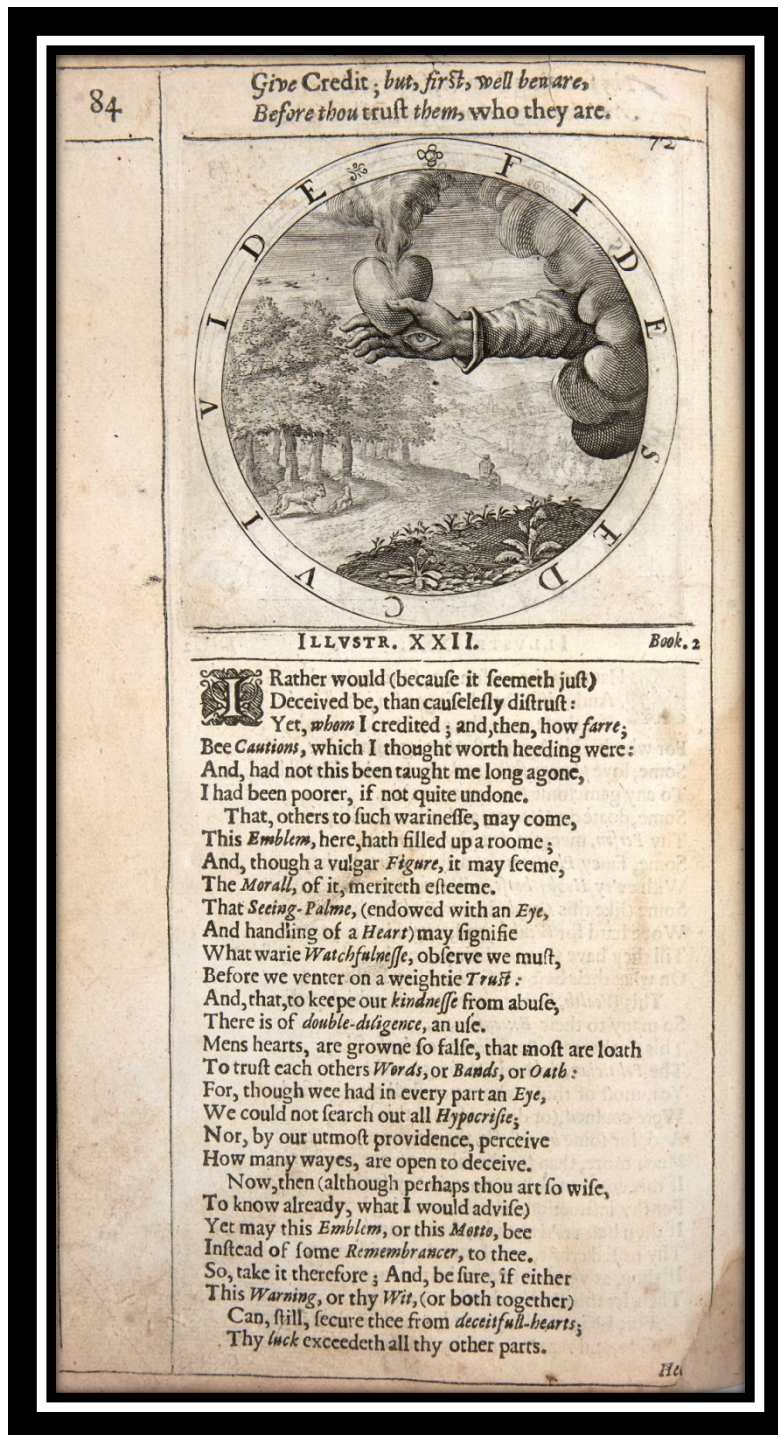 84
Give Credit; but, first, well beware,
Before thou trust them, who they are.
72
FIDE SED CVI VIDE
ILLVSTR. XXII. Book. 2
I Rather would (becauſe it ſeemeth juſt)
Deceived be, than cauſeleſly diſtruſt:
Yet, whom I credited; and, then, how farre;
Bee Cautions, which I thought worth heeding were:
And, had not this been taught me long agone,
I had been poorer, if not quite undone.
That, others to ſuch warineſſe, may come,
This Emblem, here, hath filled up a roome;
And, though a vulgar Figure, it may ſeeme,
The Morall, of it, meriteth eſteeme.
That Seeing-Palme, (endowed with an Eye,
And handling of a Heart) may ſignifie
What warie Watchfulneſſe, obſerve we muſt,
Before we venter on a weightie Truſt:
And, that, to keepe our kindneſſe from abuſe,
There is of double-diligence, an uſe.
Mens hearts, are growne ſo falſe, that moſt are loath
To truſt each others Words, or Bands, or Oath:
For, though wee had in every part an Eye,
We could not ſearch out all Hypocriſie;
Nor, by our utmoſt providence, perceive
How many wayes, are open to deceive.
Now, then (although perhaps thou art ſo wiſe,
To know already, what I would adviſe)
Yet may this Emblem, or this Motto, bee
Inſtead of ſome Remembrancer, to thee.
So, take it therefore; And, be ſure, if either
This Warning, or thy Wit, (or both together)
Can, ſtill, ſecure thee from deceitfull-hearts;
Thy luck exceedeth all thy other parts.